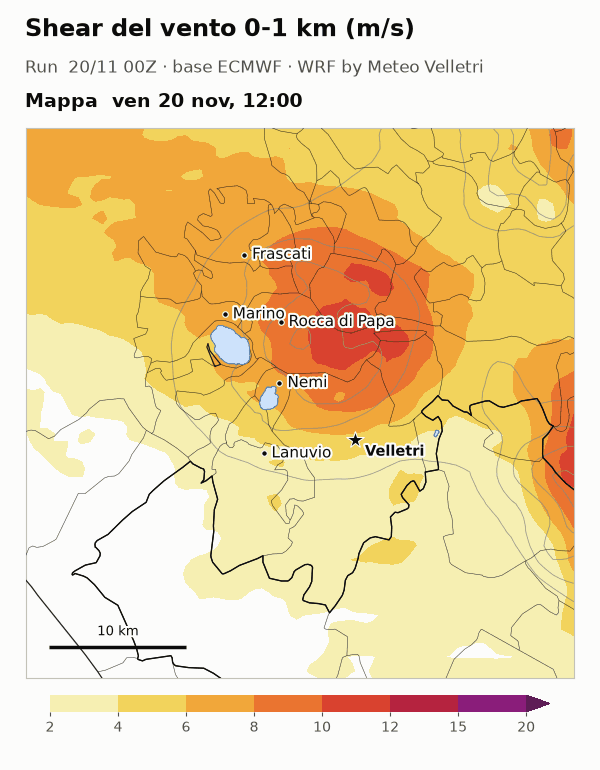 Shear del vento 0-1 km (m/s)
Run  20/11 00Z · base ECMWF · WRF by Meteo Velletri
Mappa  ven 20 nov, 12:00
Frascati
Marino
Rocca di Papa
Nemi
Velletri
Lanuvio
10 km
2 4 6 8 10 12 15 20